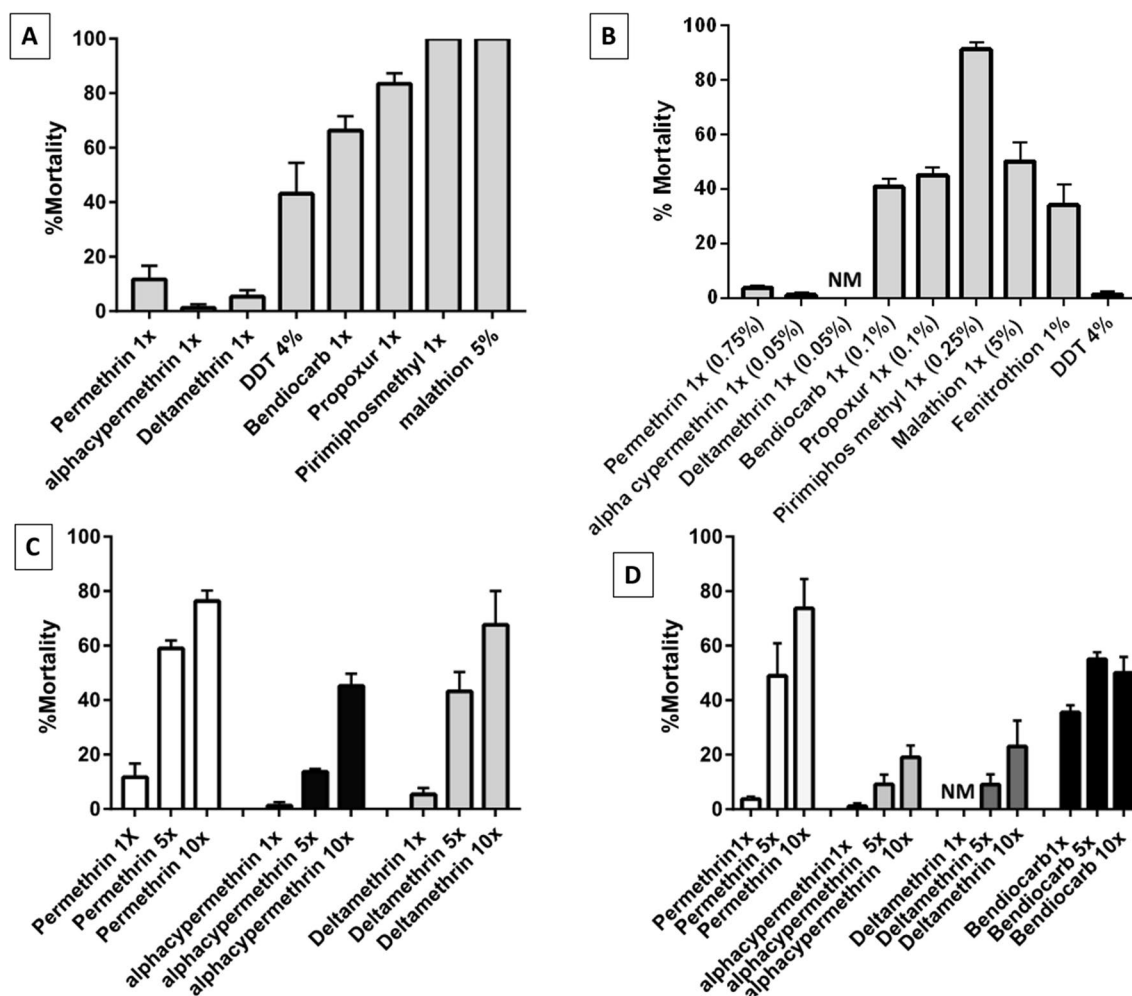 A
%Mortality
100
80
60
40
20
0
Permethrin 1x
alphacypermethrin 1x
Deltamethrin 1x
DDT 4%
Bendiocarb 1x
Propoxur 1x
Pirimiphosmethyl 1x
malathion 5%
B
% Mortality
100
80
60
40
20
0
NM
Permethrin 1x (0.75%)
alpha cypermethrin 1x (0.05%)
Deltamethrin 1x (0.05%)
Bendiocarb 1x (0.1%)
Propoxur 1x (0.1%)
Pirimiphos methyl 1x (0.25%)
Malathion 1x (5%)
Fenitrothion 1%
DDT 4%
C
%Mortality
100
80
60
40
20
0
Permethrin 1X
Permethrin 5x
Permethrin 10x
alphacypermethrin 1x
alphacypermethrin 5x
alphacypermethrin 10x
Deltamethrin 1x
Deltamethrin 5x
Deltamethrin 10x
D
%Mortality
100
80
60
40
20
0
NM
Permethrin1x
Permethrin 5x
Permethrin 10x
alphacypermethrin1x
alphacypermethrin 5x
alphacypermethrin 10x
Deltamethrin 1x
Deltamethrin 5x
Deltamethrin 10x
Bendiocarb1x
Bendiocarb 5x
Bendiocarb 10x